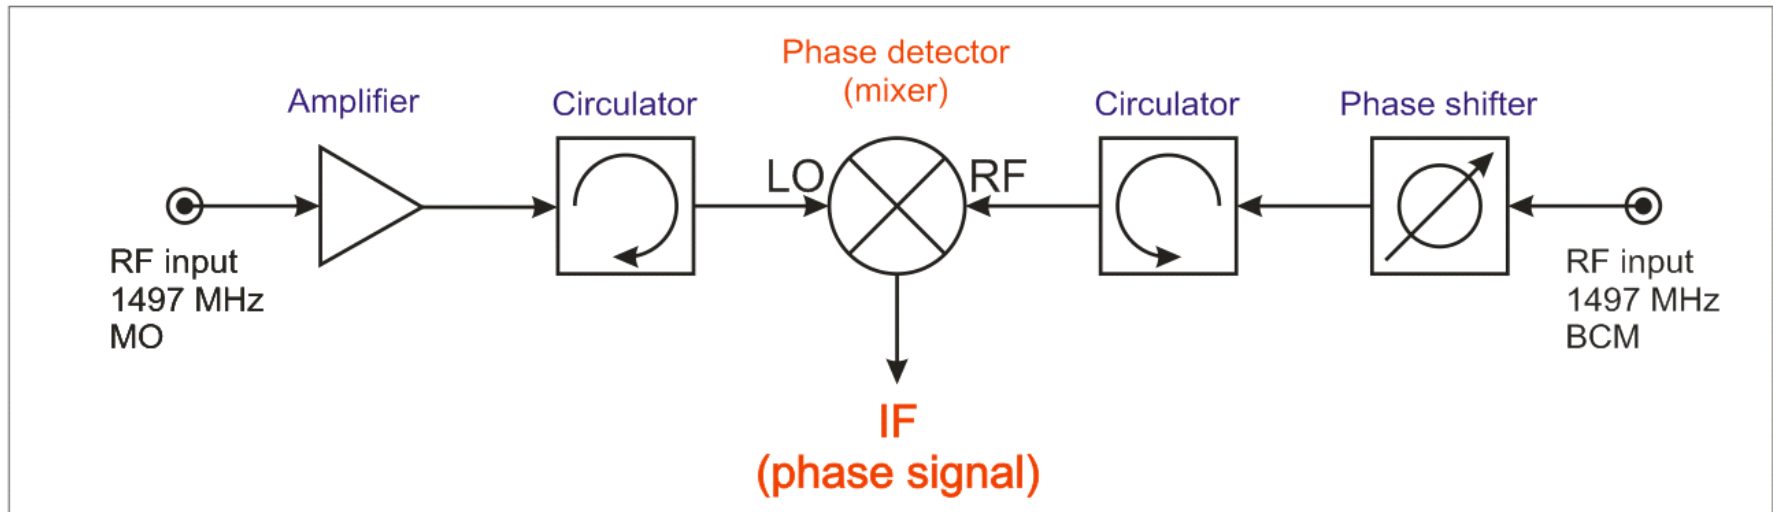 Phase detector
(mixer)
Amplifier
Circulator
Circulator
Phase shifter
LO
RF
RF input
1497 MHz
MO
RF input
1497 MHz
BCM
IF
(phase signal)